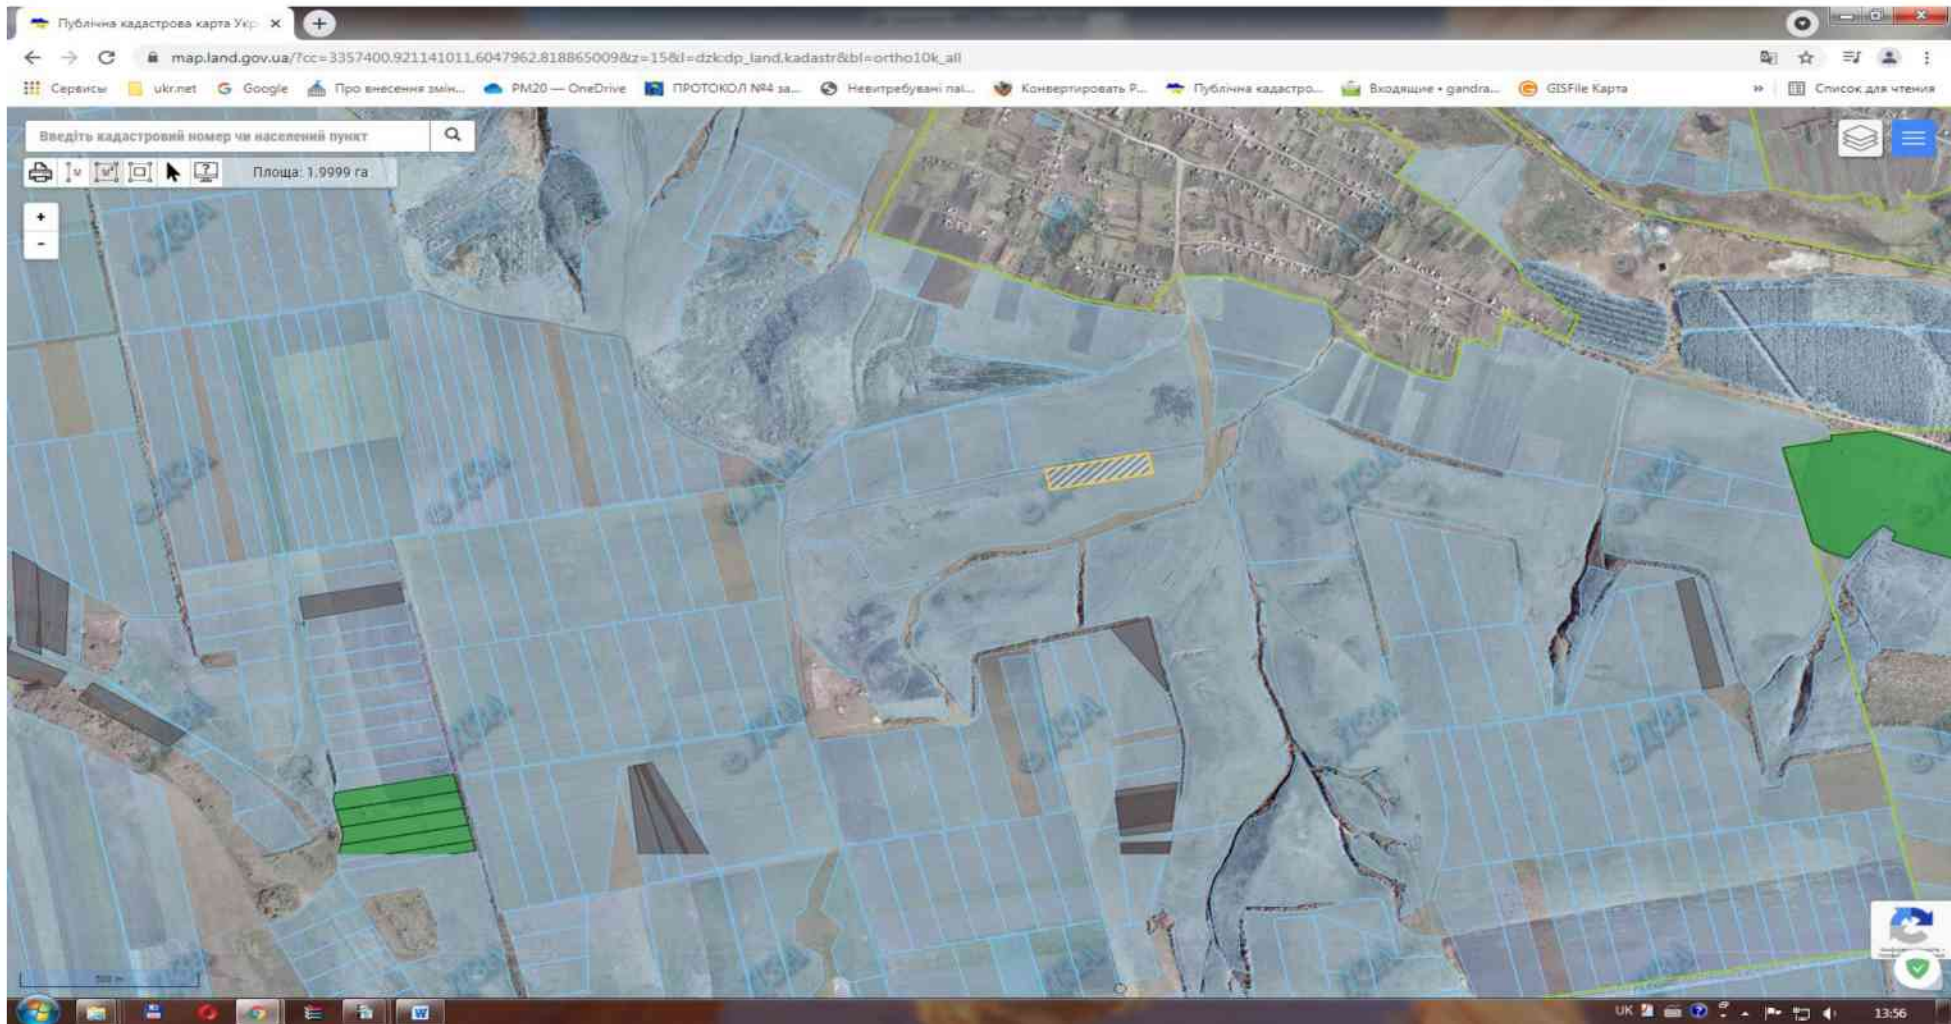 Публічна кадастрова карта Укр
map.land.gov.ua/?cc=3357400.921141011,6047962.818865009&z=15&l=dzk:dp_land,kadastr&bl=ortho10k_all
Сервисы ukr.net Google Про внесення змін... PM20 — OneDrive ПРОТОКОЛ №4 за... Невитребувані паї... Конвертировать P... Публічна кадастро... Входящие • gandra... GISFile Карта » Список для чтения
Введіть кадастровий номер чи населений пункт
Площа: 1.9999 га
+
-
500 m
UK 13:56